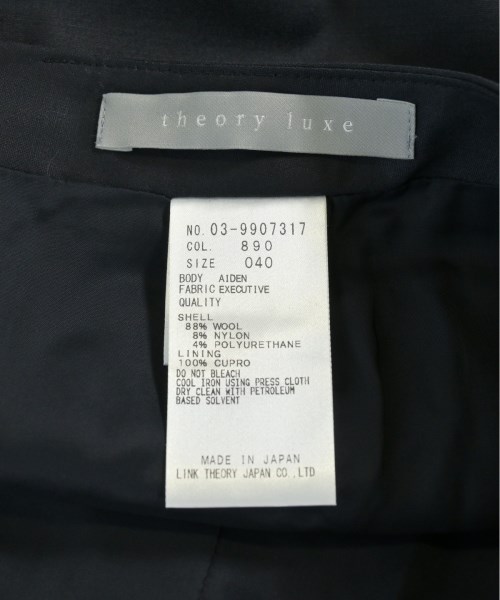 theory luxe
NO. 03-9907317
COL. 890
SIZE 040
BODY AIDEN
FABRIC EXECUTIVE
QUALITY
SHELL
88% WOOL
8% NYLON
4% POLYURETHANE
LINING
100% CUPRO
DO NOT BLEACH
COOL IRON USING PRESS CLOTH
DRY CLEAN WITH PETROLEUM
BASED SOLVENT
MADE IN JAPAN
LINK THEORY JAPAN CO.,LTD